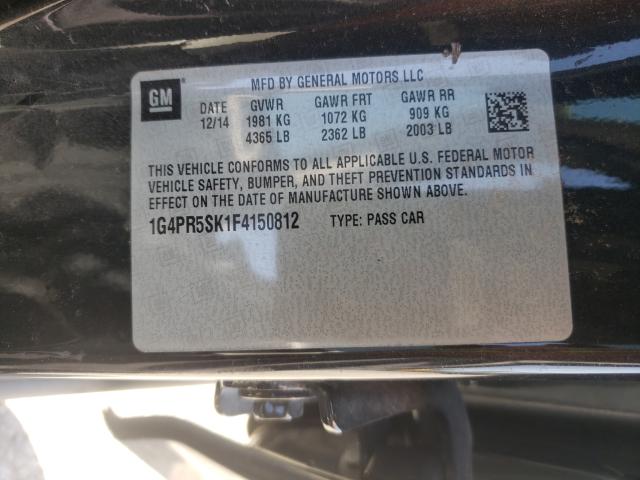 GM
MFD BY GENERAL MOTORS LLC
DATE GVWR GAWR FRT GAWR RR
12/14 1981 KG 1072 KG 909 KG
4365 LB 2362 LB 2003 LB
THIS VEHICLE CONFORMS TO ALL APPLICABLE U.S. FEDERAL MOTOR
VEHICLE SAFETY, BUMPER, AND THEFT PREVENTION STANDARDS IN
EFFECT ON THE DATE OF MANUFACTURE SHOWN ABOVE.
1G4PR5SK1F4150812 TYPE: PASS CAR